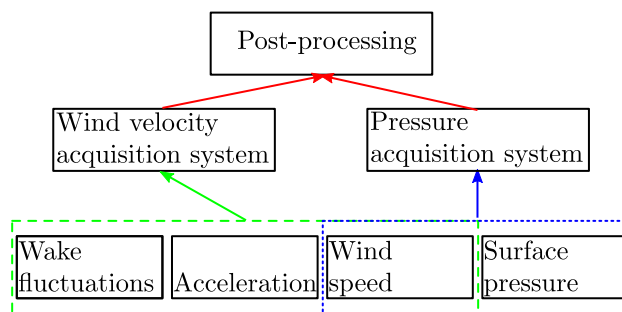 Post-processing
Wind velocity
acquisition system
Pressure
acquisition system
Wake
fluctuations
Acceleration
Wind
speed
Surface
pressure